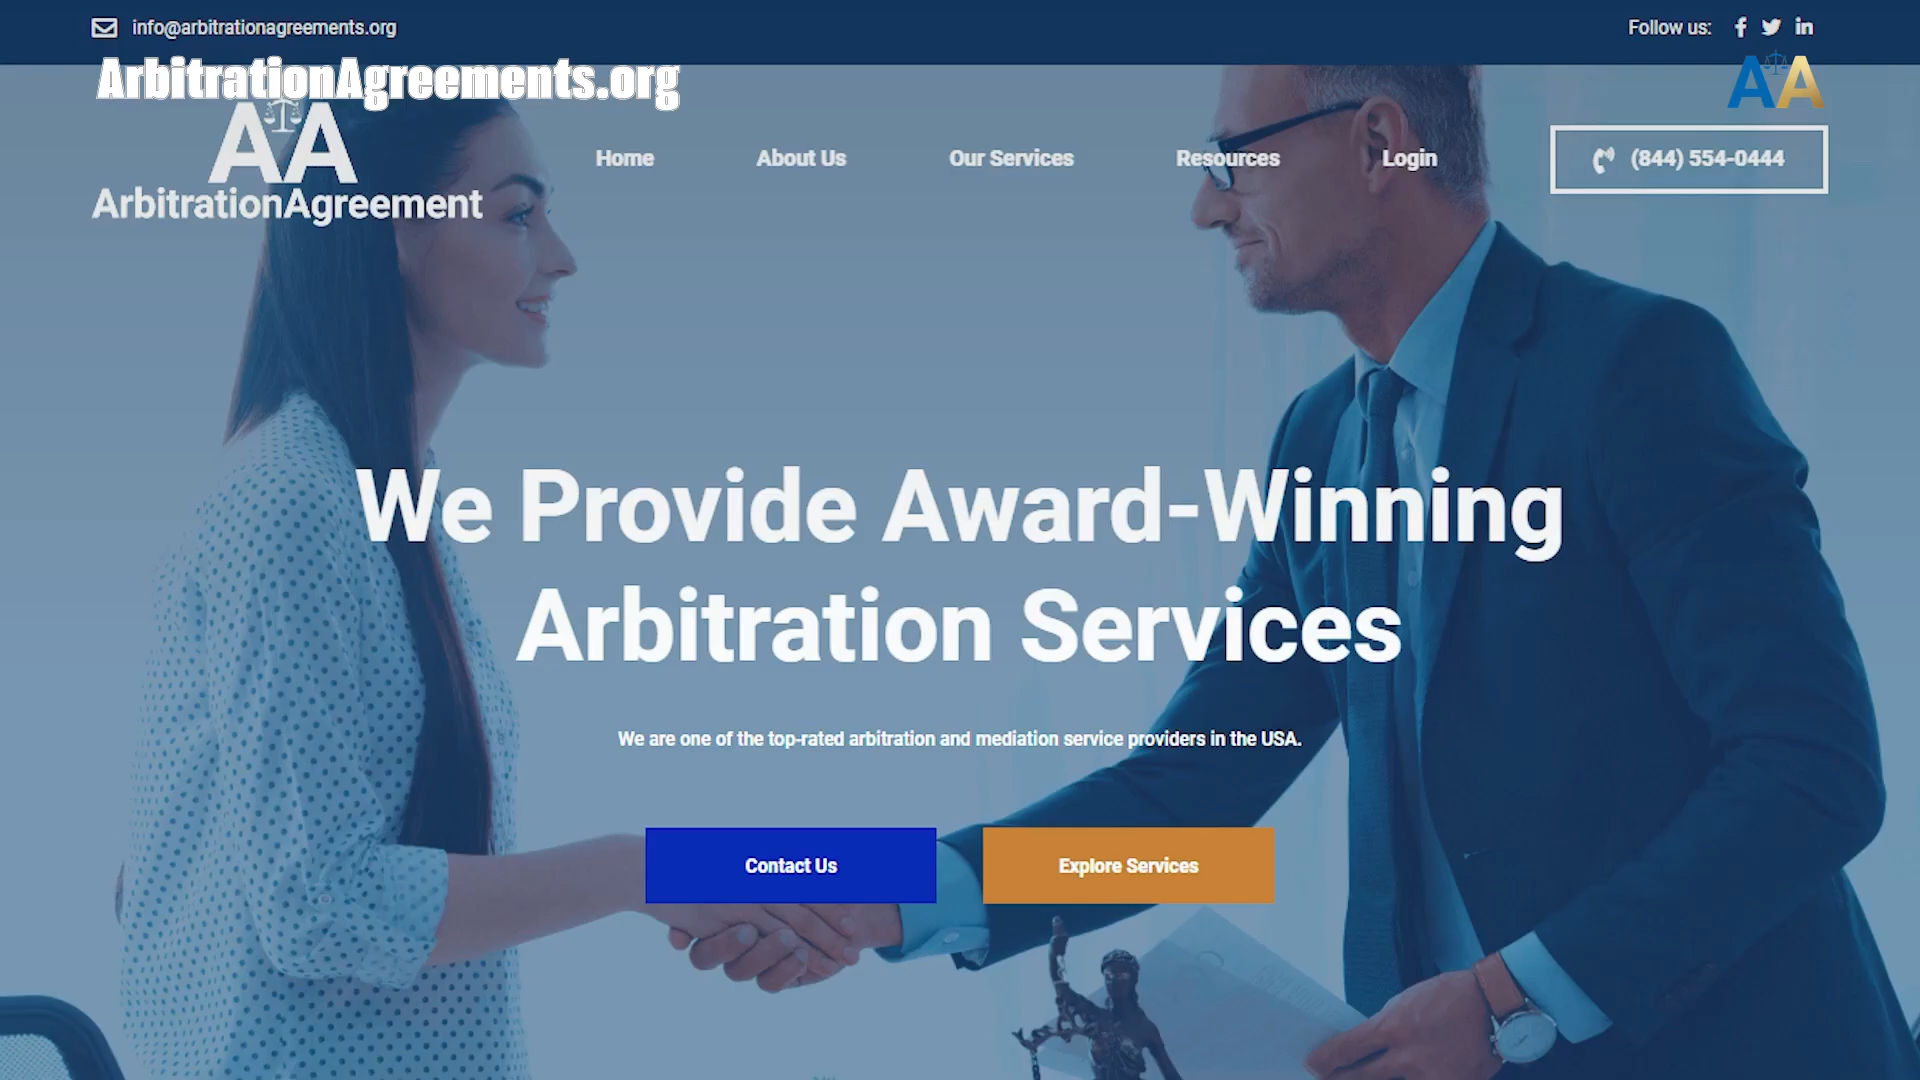 info@arbitrationagreements.org
Follow us:
ArbitrationAgreements.org
AA
AA
ArbitrationAgreement
Home
About Us
Our Services
Resources
Login
(844) 554-0444
We Provide Award-Winning
Arbitration Services
We are one of the top-rated arbitration and mediation service providers in the USA.
Contact Us
Explore Services